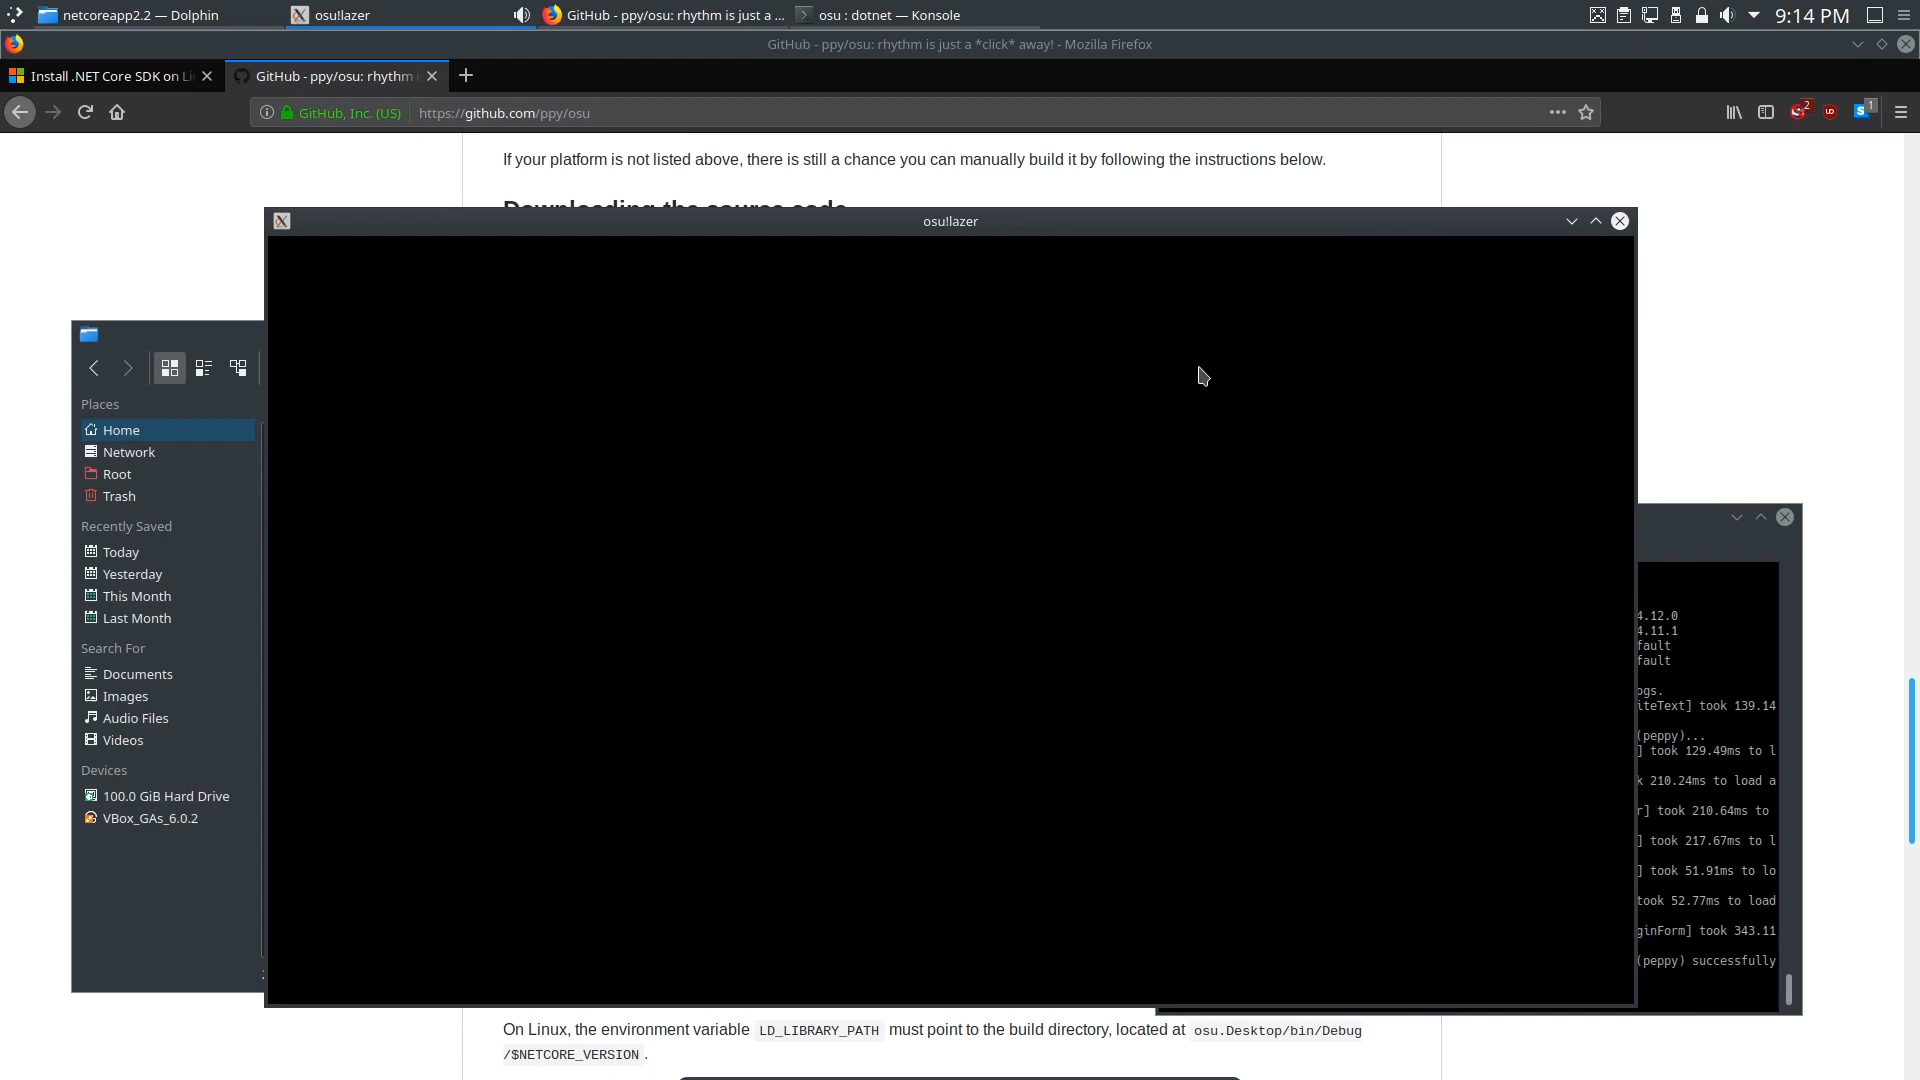 netcoreapp2.2 — Dolphin
osu!lazer
GitHub - ppy/osu: rhythm is just a ...
osu : dotnet — Konsole
9:14 PM
GitHub - ppy/osu: rhythm is just a *click* away! - Mozilla Firefox
Install .NET Core SDK on Li
GitHub - ppy/osu: rhythm i
GitHub, Inc. (US)
https://github.com/ppy/osu
2
1
If your platform is not listed above, there is still a chance you can manually build it by following the instructions below.
Downloading the source code
osu!lazer
Places
Home
Network
Root
Trash
Recently Saved
Today
Yesterday
This Month
Last Month
Search For
Documents
Images
Audio Files
Videos
Devices
100.0 GiB Hard Drive
VBox_GAs_6.0.2
4.12.0
4.11.1
fault
fault
ogs.
iteText] took 139.14
(peppy)...
] took 129.49ms to l
k 210.24ms to load a
r] took 210.64ms to
] took 217.67ms to l
] took 51.91ms to lo
took 52.77ms to load
ginForm] took 343.11
(peppy) successfully
On Linux, the environment variable LD_LIBRARY_PATH must point to the build directory, located at osu.Desktop/bin/Debug
/$NETCORE_VERSION .